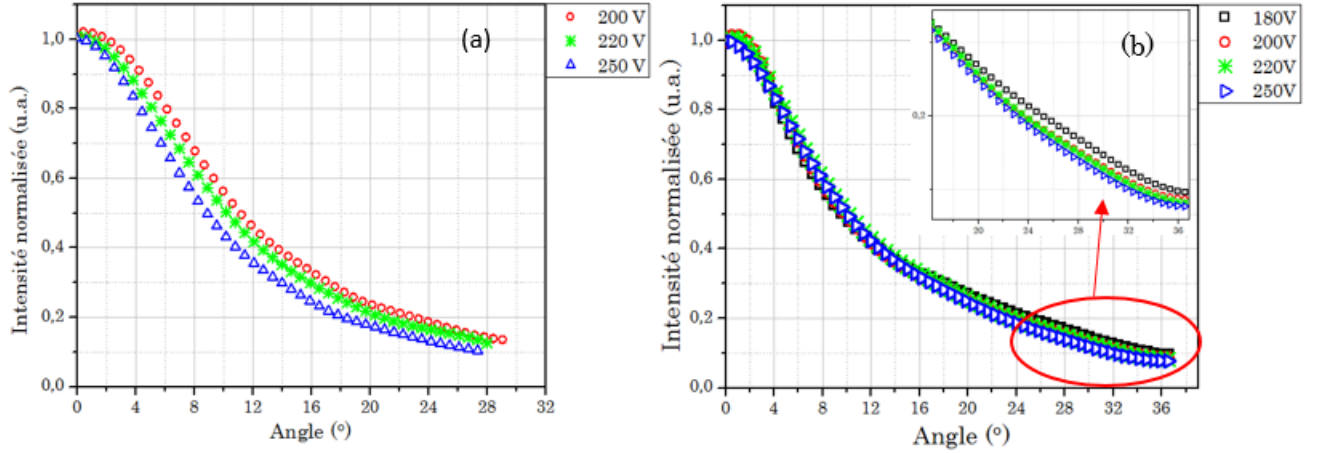 (a)
200 V
220 V
250 V
1,0
0,8
0,6
0,4
0,2
0,0
Intensité normalisée (u.a.)
0 4 8 12 16 20 24 28 32
Angle (°)
(b)
180V
200V
220V
250V
0,2
20 24 28 32 36
1,0
0,8
0,6
0,4
0,2
0,0
Intensité normalisée (u.a.)
0 4 8 12 16 20 24 28 32 36
Angle (°)